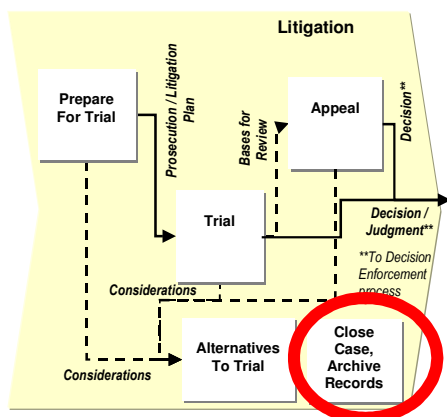 Litigation
Prepare
For Trial
Prosecution / Litigation
Plan
Bases for
Review
Appeal
Decision**
Trial
Decision /
Judgment**
**To Decision
Enforcement
process
Considerations
Considerations
Alternatives
To Trial
Close
Case,
Archive
Records